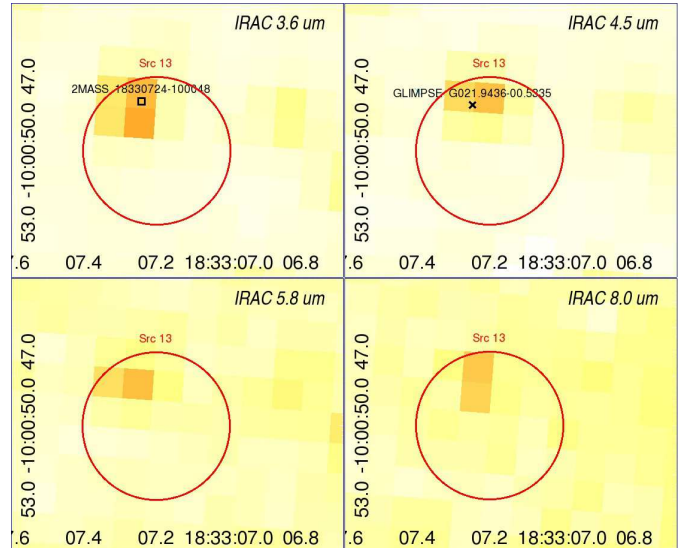 IRAC 3.6 um
Src 13
2MASS 18330724-100048
53.0 -10:00:50.0 47.0
.6 07.4 07.2 18:33:07.0 06.8
IRAC 4.5 um
Src 13
GLIMPSE G021.9436-00.5335
53.0 -10:00:50.0 47.0
.6 07.4 07.2 18:33:07.0 06.8
IRAC 5.8 um
Src 13
53.0 -10:00:50.0 47.0
.6 07.4 07.2 18:33:07.0 06.8
IRAC 8.0 um
Src 13
53.0 -10:00:50.0 47.0
.6 07.4 07.2 18:33:07.0 06.8